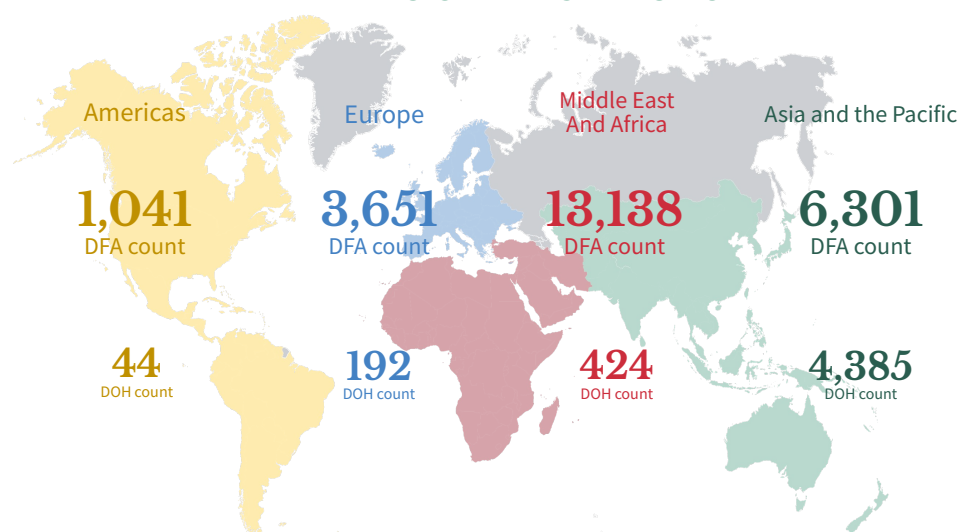 Americas
1,041
DFA count
44
DOH count
Europe
3,651
DFA count
192
DOH count
Middle East
And Africa
13,138
DFA count
424
DOH count
Asia and the Pacific
6,301
DFA count
4,385
DOH count